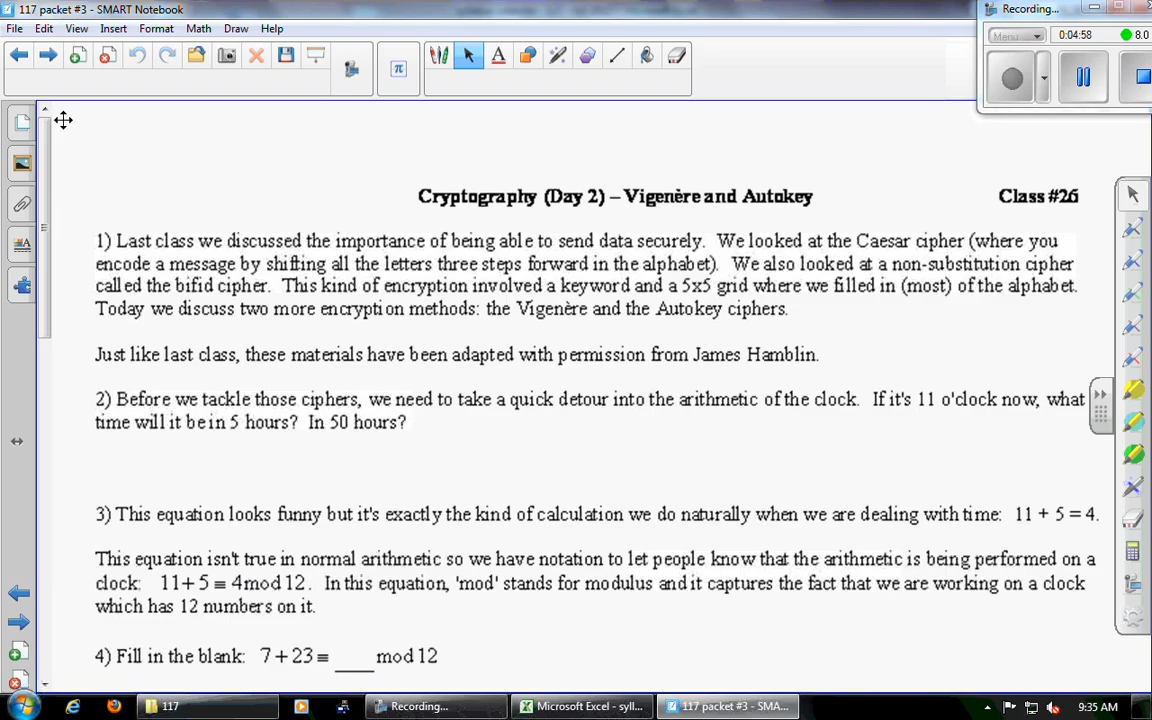 117 packet #3 - SMART Notebook
Recording...
File Edit View Insert Format Math Draw Help
Menu
0:04:58
8.0
π
A
Cryptography (Day 2) – Vigenère and Autokey Class #26
1) Last class we discussed the importance of being able to send data securely. We looked at the Caesar cipher (where you
encode a message by shifting all the letters three steps forward in the alphabet). We also looked at a non-substitution cipher
called the bifid cipher. This kind of encryption involved a keyword and a 5x5 grid where we filled in (most) of the alphabet.
Today we discuss two more encryption methods: the Vigenère and the Autokey ciphers.
Just like last class, these materials have been adapted with permission from James Hamblin.
2) Before we tackle those ciphers, we need to take a quick detour into the arithmetic of the clock. If it's 11 o'clock now, what
time will it be in 5 hours? In 50 hours?
3) This equation looks funny but it's exactly the kind of calculation we do naturally when we are dealing with time: 11 + 5 = 4.
This equation isn't true in normal arithmetic so we have notation to let people know that the arithmetic is being performed on a
clock: 11+5 ≡ 4 mod 12. In this equation, 'mod' stands for modulus and it captures the fact that we are working on a clock
which has 12 numbers on it.
4) Fill in the blank: 7+23 ≡ ____ mod 12
117
Recording...
Microsoft Excel - syll...
117 packet #3 - SMA...
9:35 AM